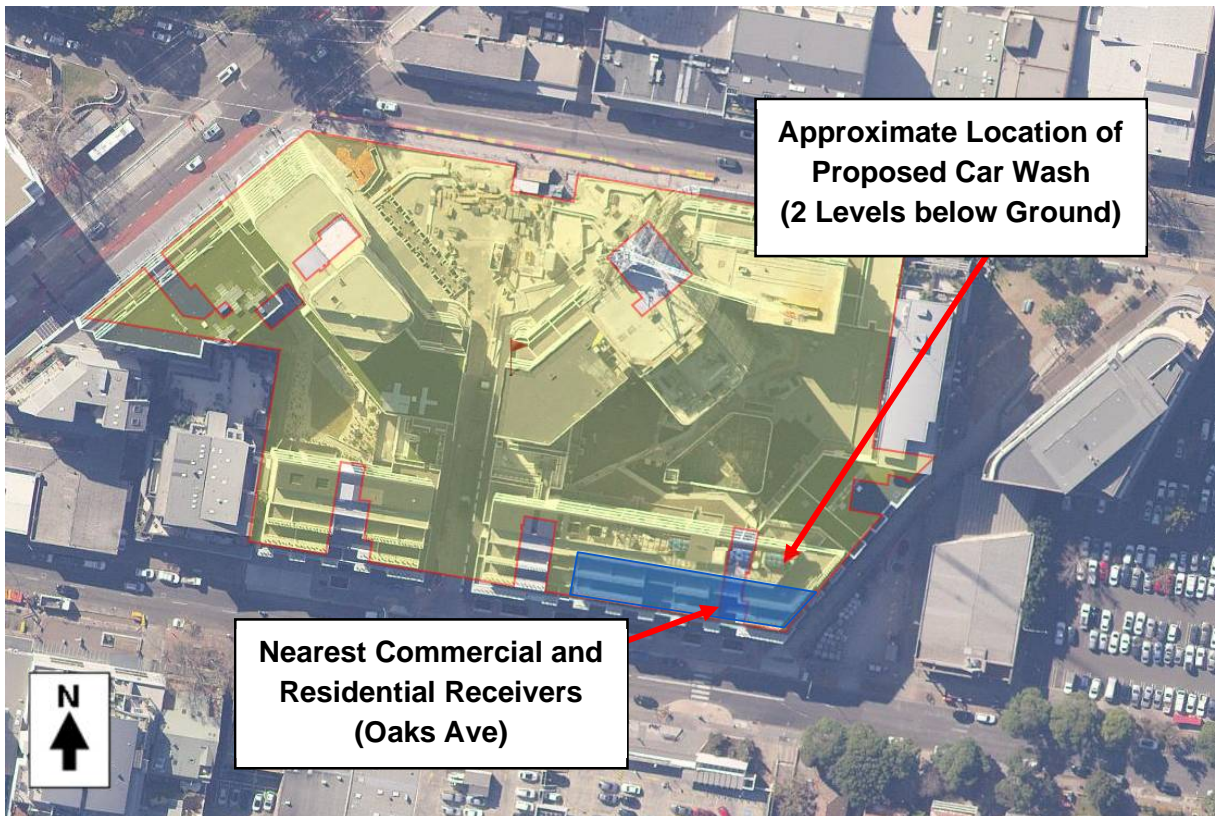 Approximate Location of
Proposed Car Wash
(2 Levels below Ground)
Nearest Commercial and
Residential Receivers
(Oaks Ave)
N